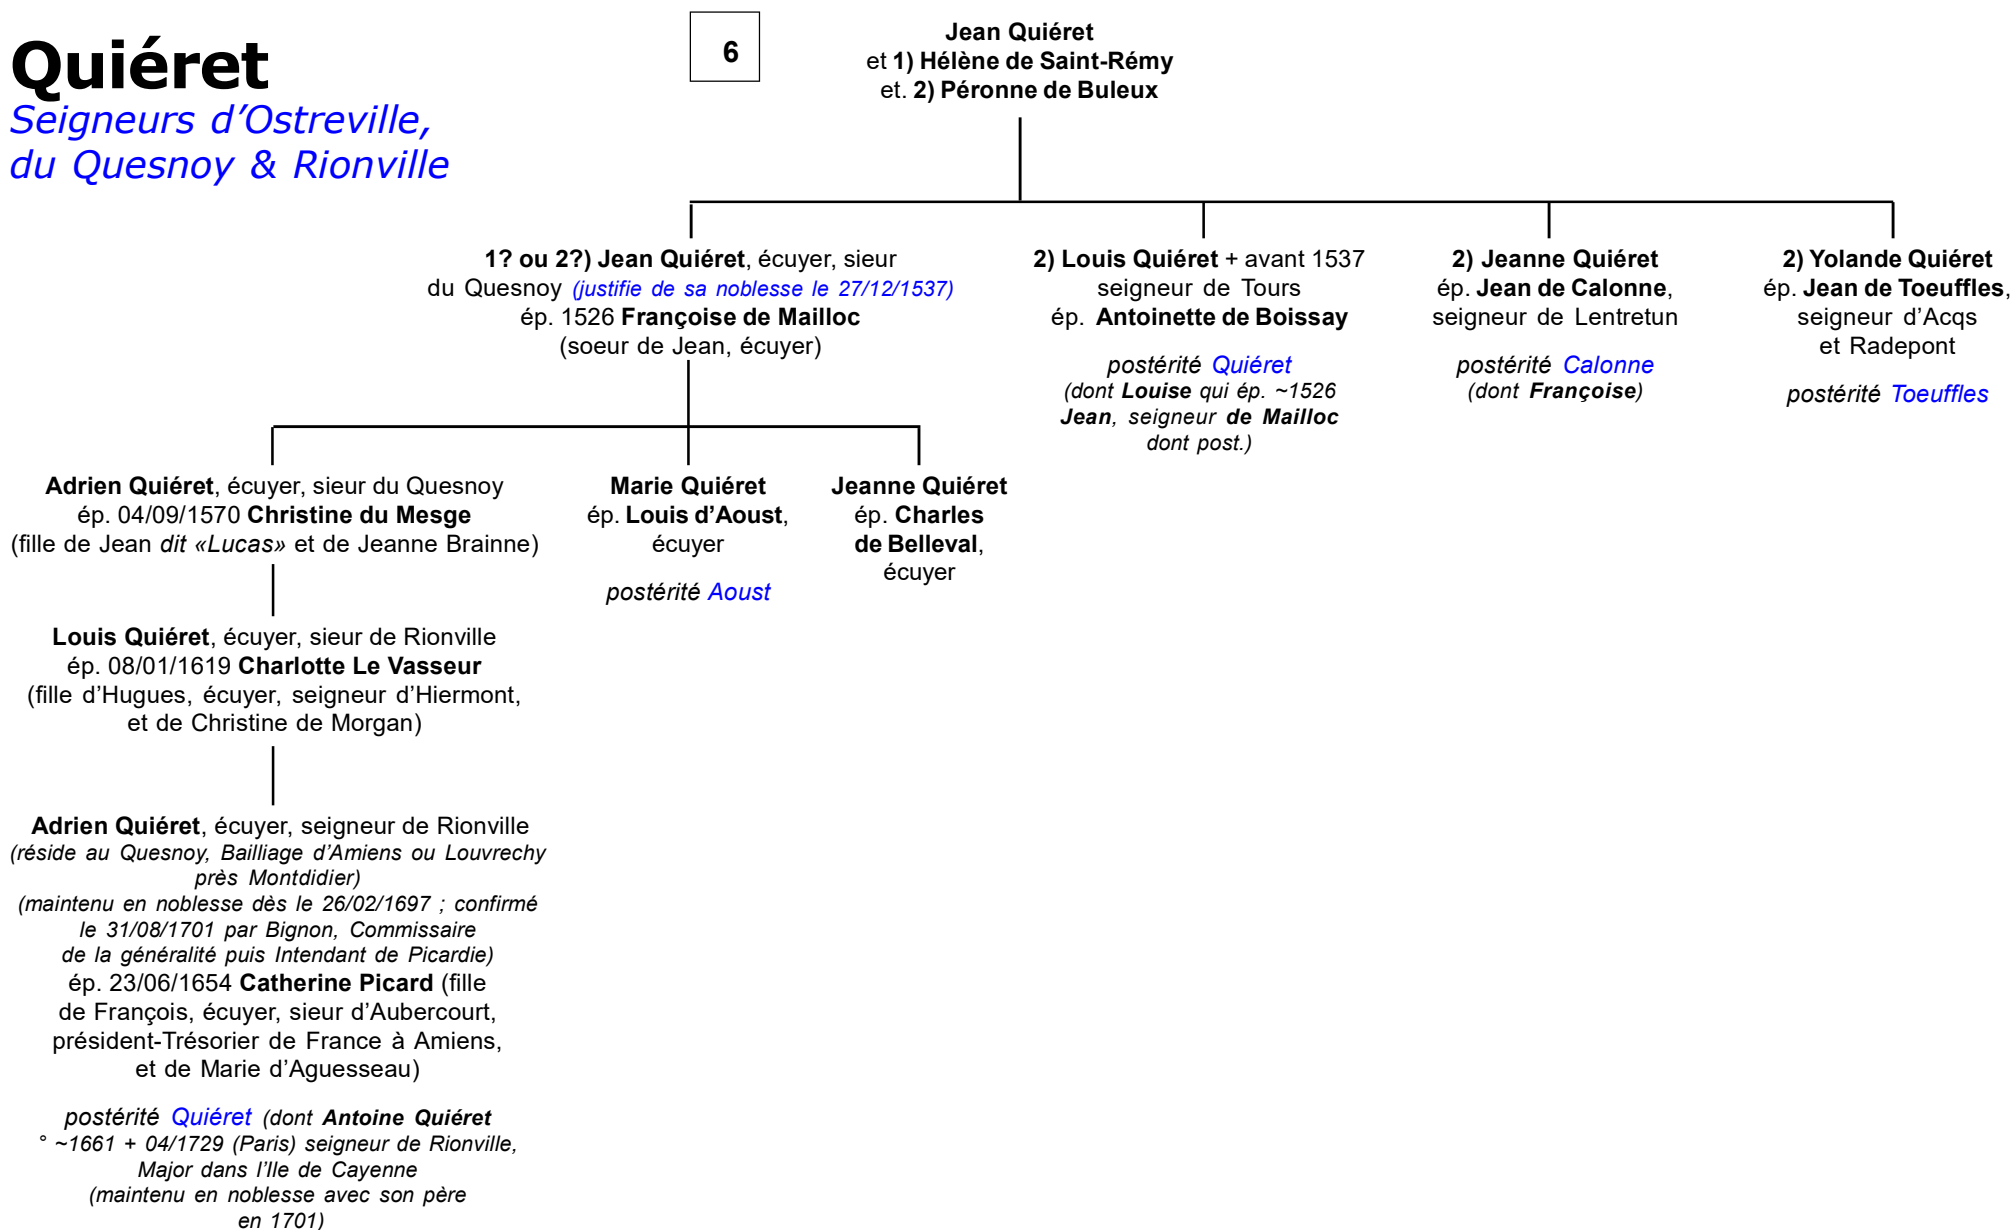 Quiéret
Seigneurs d’Ostreville,
du Quesnoy & Rionville
6
Jean Quiéret
et 1) Hélène de Saint-Rémy
et. 2) Péronne de Buleux
1? ou 2?) Jean Quiéret, écuyer, sieur
du Quesnoy (justifie de sa noblesse le 27/12/1537)
ép. 1526 Françoise de Mailloc
(soeur de Jean, écuyer)
2) Louis Quiéret + avant 1537
seigneur de Tours
ép. Antoinette de Boissay
postérité Quiéret
(dont Louise qui ép. ~1526
Jean, seigneur de Mailloc
dont post.)
2) Jeanne Quiéret
ép. Jean de Calonne,
seigneur de Lentretun
postérité Calonne
(dont Françoise)
2) Yolande Quiéret
ép. Jean de Toeuffles,
seigneur d’Acqs
et Radepont
postérité Toeuffles
Adrien Quiéret, écuyer, sieur du Quesnoy
ép. 04/09/1570 Christine du Mesge
(fille de Jean dit «Lucas» et de Jeanne Brainne)
Marie Quiéret
ép. Louis d’Aoust,
écuyer
postérité Aoust
Jeanne Quiéret
ép. Charles
de Belleval,
écuyer
Louis Quiéret, écuyer, sieur de Rionville
ép. 08/01/1619 Charlotte Le Vasseur
(fille d’Hugues, écuyer, seigneur d’Hiermont,
et de Christine de Morgan)
Adrien Quiéret, écuyer, seigneur de Rionville
(réside au Quesnoy, Bailliage d’Amiens ou Louvrechy
près Montdidier)
(maintenu en noblesse dès le 26/02/1697 ; confirmé
le 31/08/1701 par Bignon, Commissaire
de la généralité puis Intendant de Picardie)
ép. 23/06/1654 Catherine Picard (fille
de François, écuyer, sieur d’Aubercourt,
président-Trésorier de France à Amiens,
et de Marie d’Aguesseau)
postérité Quiéret (dont Antoine Quiéret
° ~1661 + 04/1729 (Paris) seigneur de Rionville,
Major dans l’Ile de Cayenne
(maintenu en noblesse avec son père
en 1701)